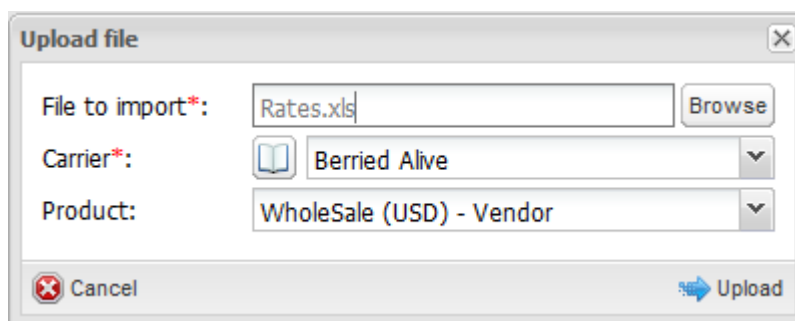 Upload file
File to import*: Rates.xls Browse
Carrier*: Berried Alive
Product: WholeSale (USD) - Vendor
Cancel Upload